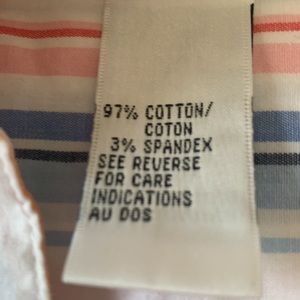 97% COTTON/
COTON
3% SPANDEX
SEE REVERSE
FOR CARE
INDICATIONS
AU DOS